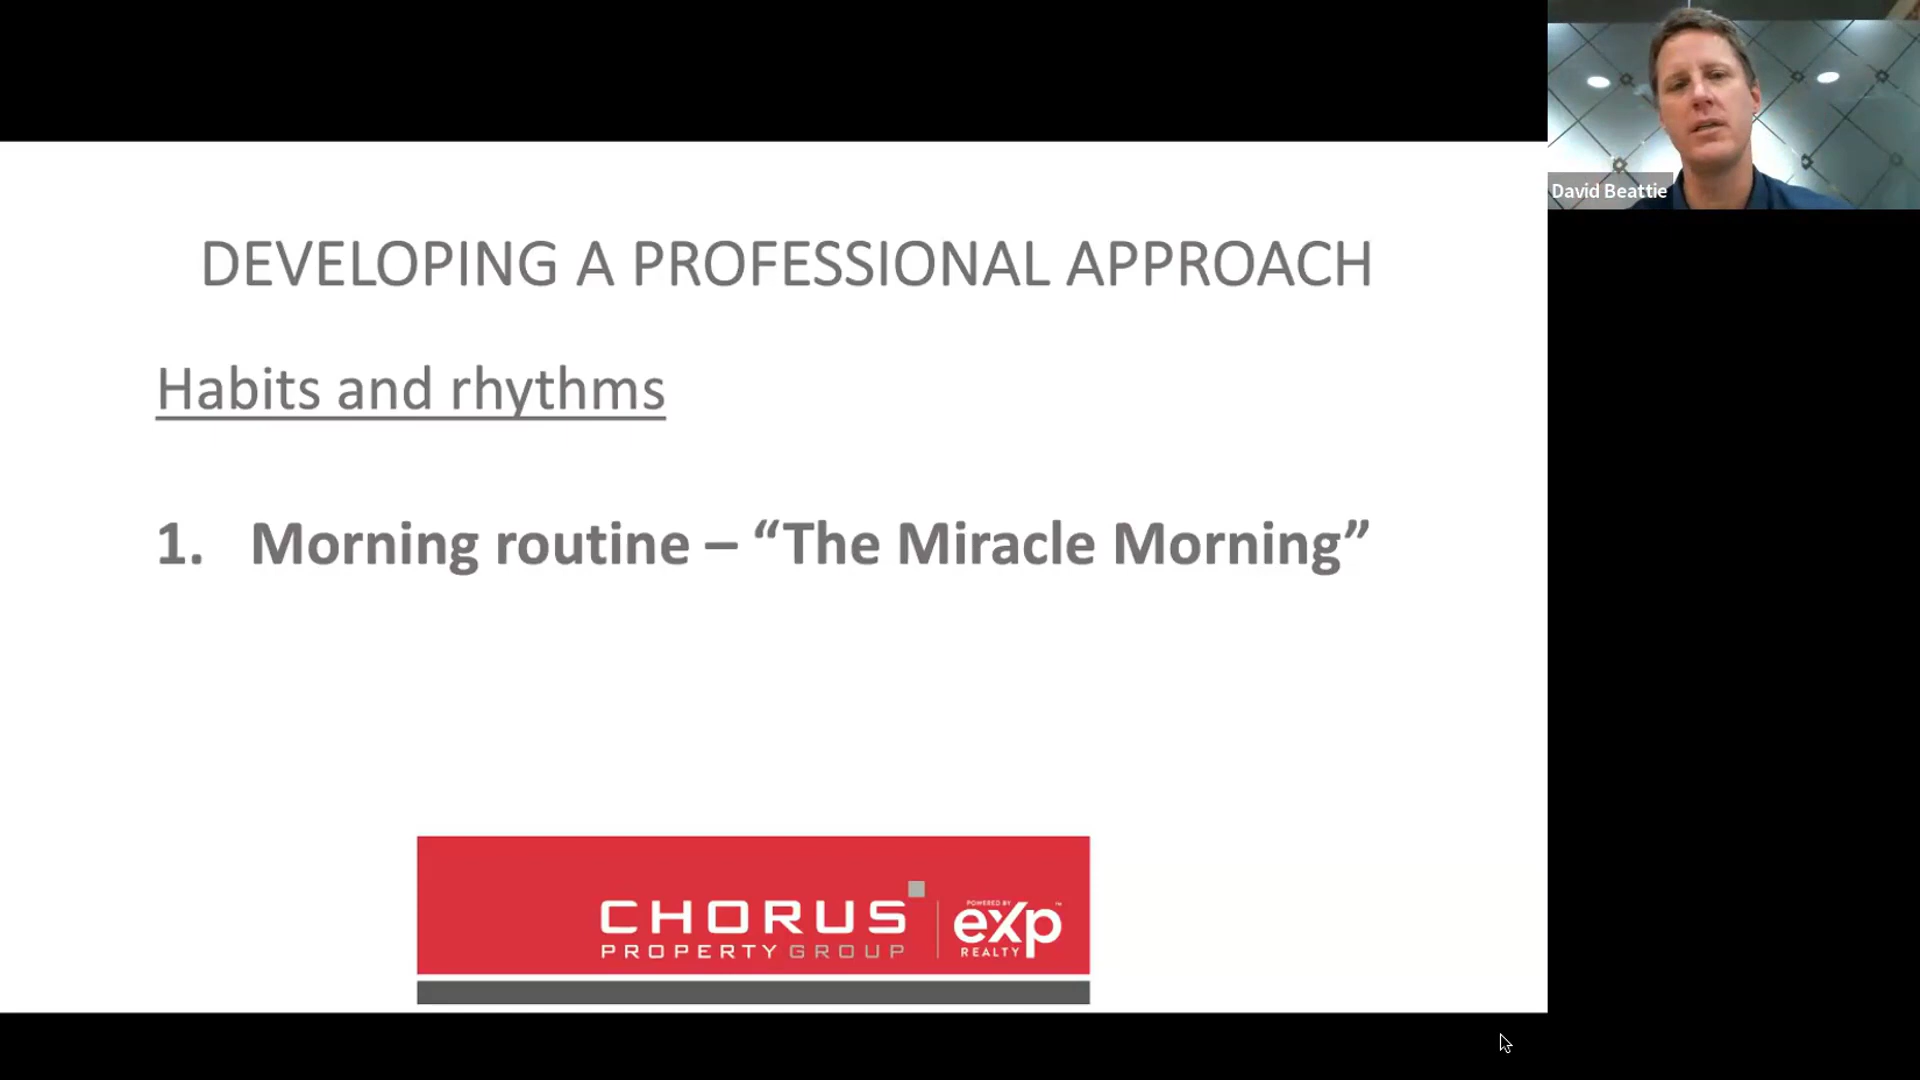 David Beattie
DEVELOPING A PROFESSIONAL APPROACH
Habits and rhythms
1. Morning routine – “The Miracle Morning”
CHORUS
PROPERTY GROUP
POWERED BY
eXp™
REALTY